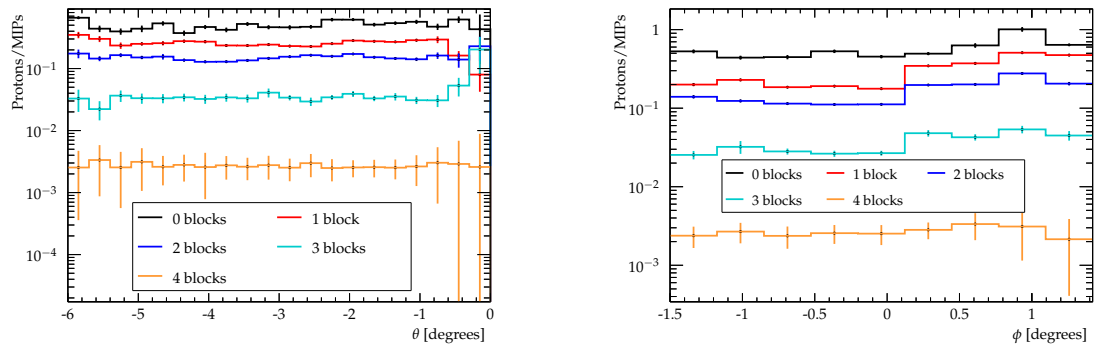 Protons/MIPs
10⁻¹
10⁻²
10⁻³
10⁻⁴
0 blocks
1 block
2 blocks
3 blocks
4 blocks
-6 -5 -4 -3 -2 -1 0
θ [degrees]
Protons/MIPs
1
10⁻¹
10⁻²
10⁻³
0 blocks 1 block 2 blocks
3 blocks 4 blocks
-1.5 -1 -0.5 0 0.5 1
ϕ [degrees]